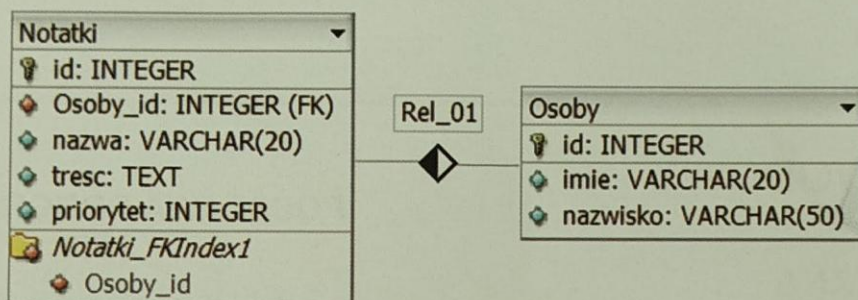 Notatki
id: INTEGER
Osoby_id: INTEGER (FK)
nazwa: VARCHAR(20)
tresc: TEXT
priorytet: INTEGER
Notatki_FKIndex1
Osoby_id
Rel_01
Osoby
id: INTEGER
imie: VARCHAR(20)
nazwisko: VARCHAR(50)